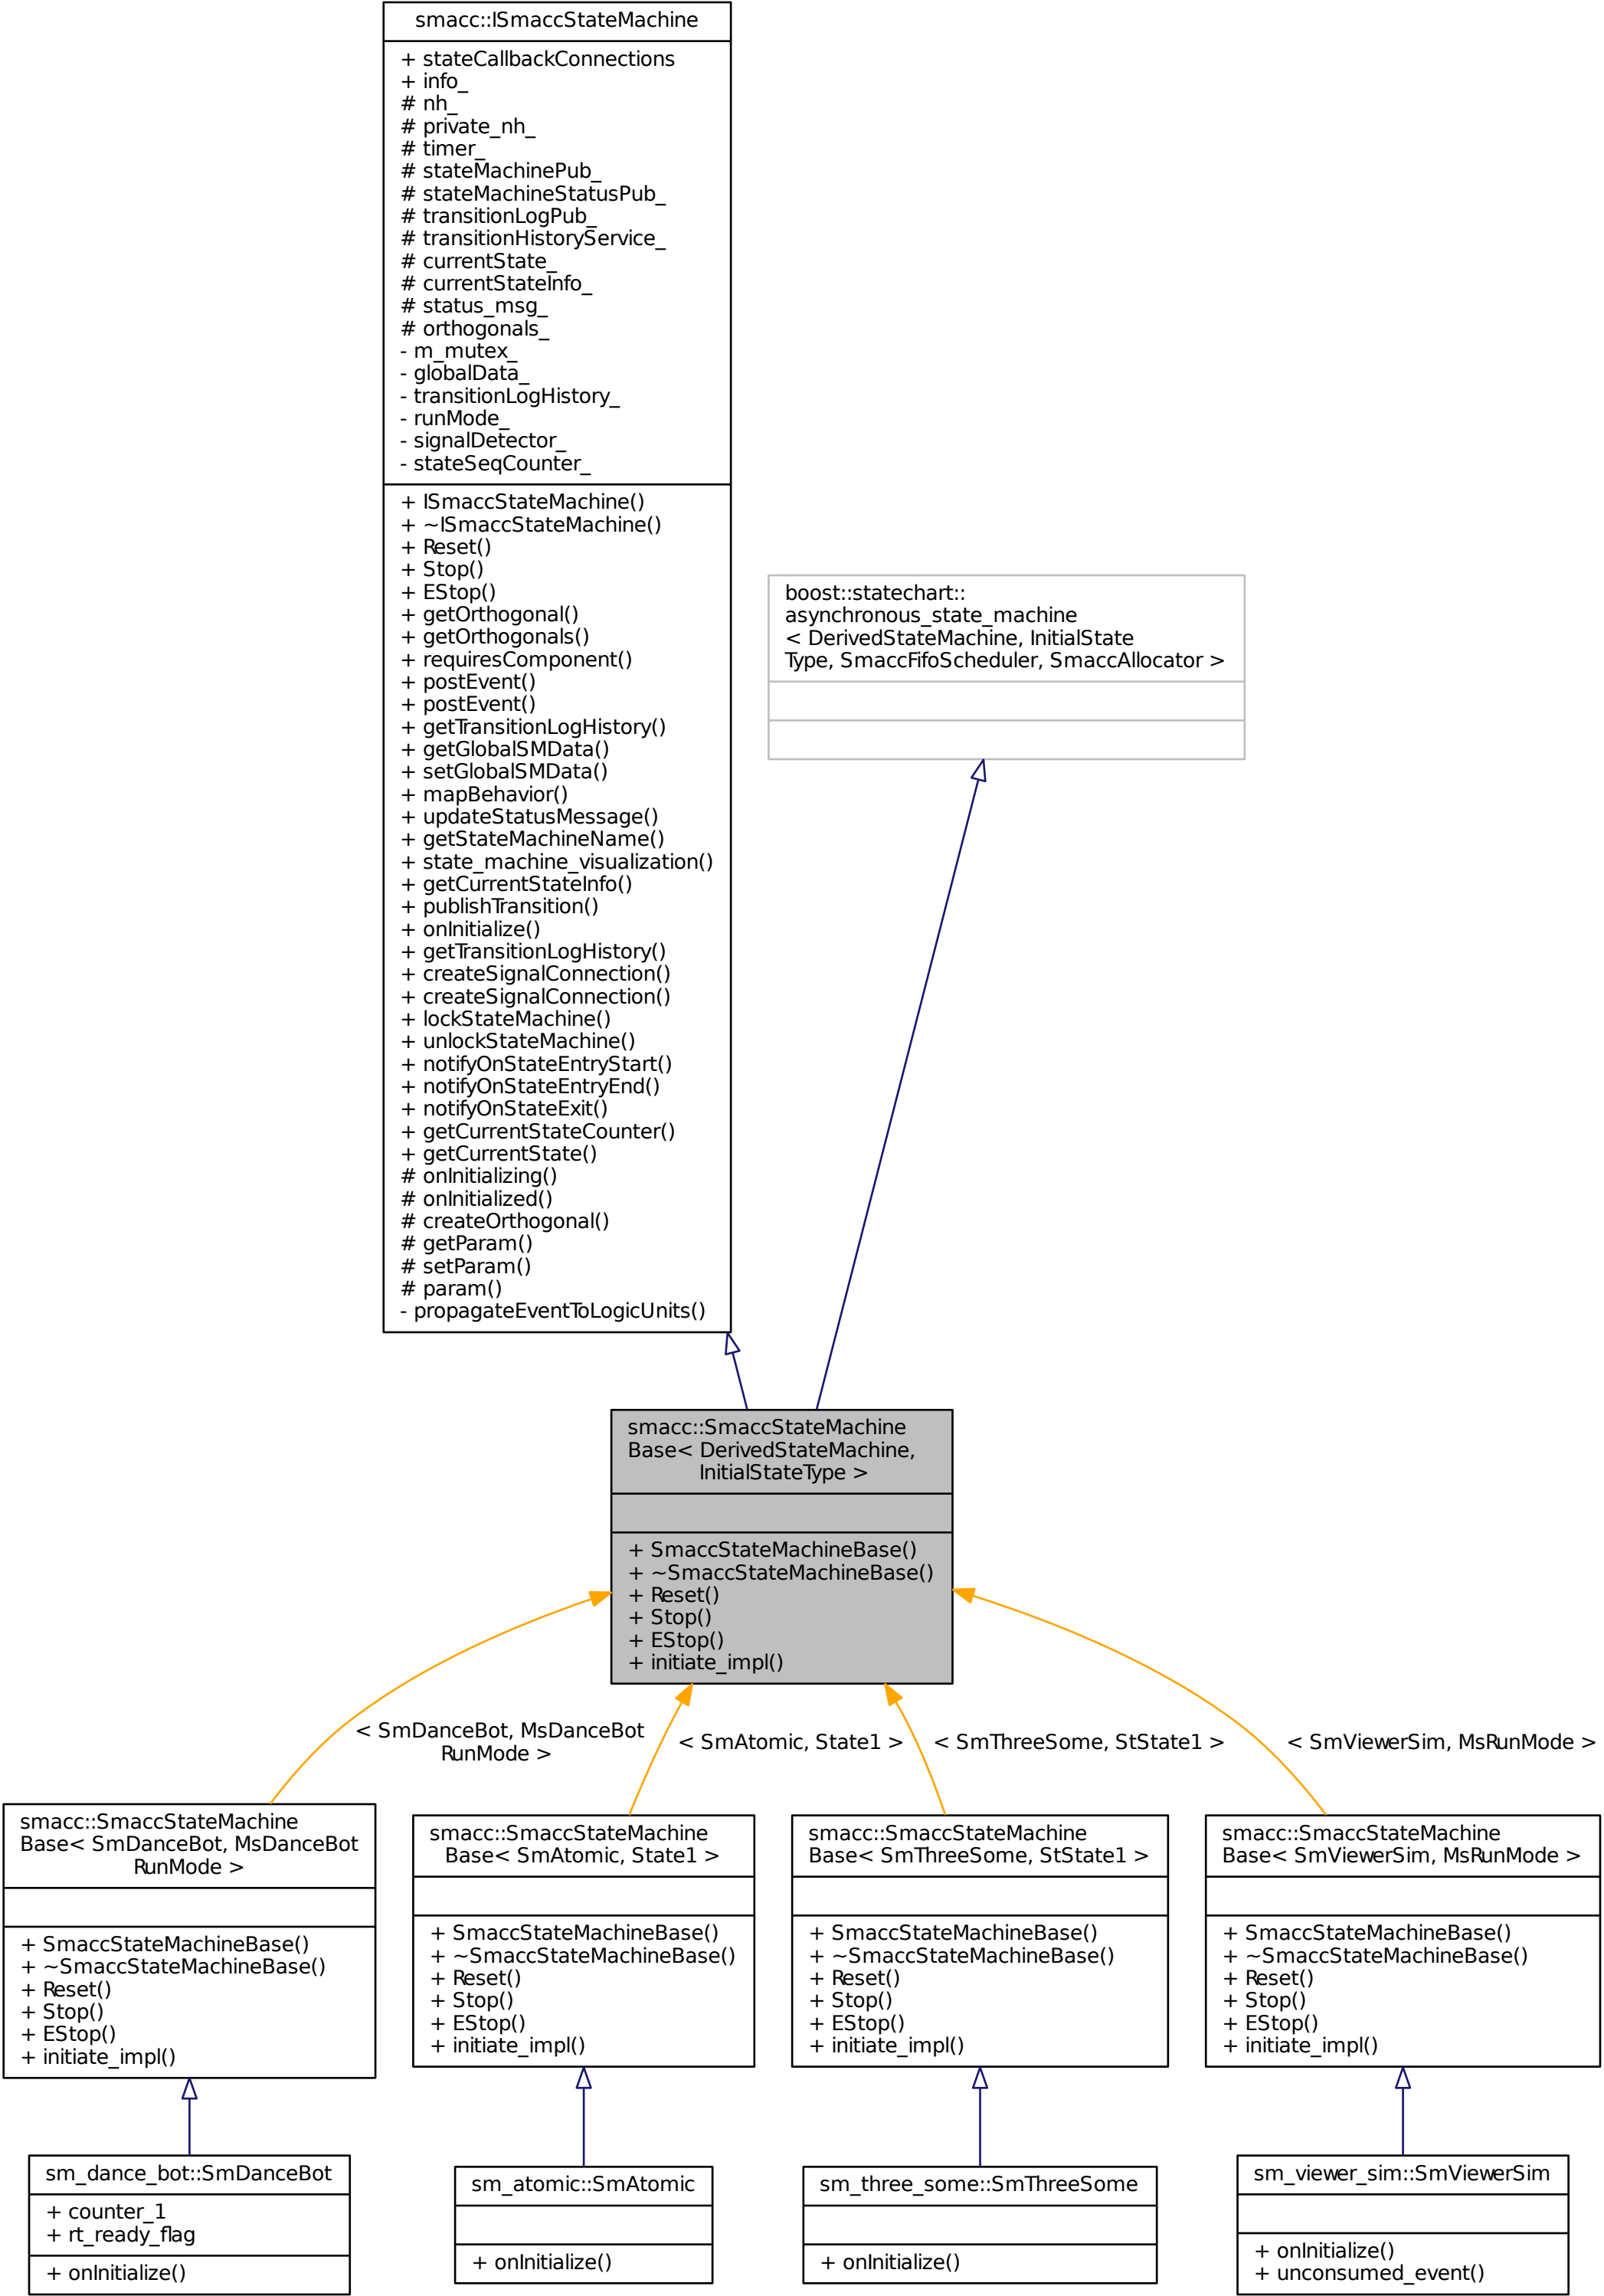 smacc::ISmaccStateMachine
+ stateCallbackConnections
+ info_
# nh_
# private_nh_
# timer_
# stateMachinePub_
# stateMachineStatusPub_
# transitionLogPub_
# transitionHistoryService_
# currentState_
# currentStateInfo_
# status_msg_
# orthogonals_
- m_mutex_
- globalData_
- transitionLogHistory_
- runMode_
- signalDetector_
- stateSeqCounter_
+ ISmaccStateMachine()
+ ~ISmaccStateMachine()
+ Reset()
+ Stop()
+ EStop()
+ getOrthogonal()
+ getOrthogonals()
+ requiresComponent()
+ postEvent()
+ postEvent()
+ getTransitionLogHistory()
+ getGlobalSMData()
+ setGlobalSMData()
+ mapBehavior()
+ updateStatusMessage()
+ getStateMachineName()
+ state_machine_visualization()
+ getCurrentStateInfo()
+ publishTransition()
+ onInitialize()
+ getTransitionLogHistory()
+ createSignalConnection()
+ createSignalConnection()
+ lockStateMachine()
+ unlockStateMachine()
+ notifyOnStateEntryStart()
+ notifyOnStateEntryEnd()
+ notifyOnStateExit()
+ getCurrentStateCounter()
+ getCurrentState()
# onInitializing()
# onInitialized()
# createOrthogonal()
# getParam()
# setParam()
# param()
- propagateEventToLogicUnits()
boost::statechart::
asynchronous_state_machine
< DerivedStateMachine, InitialState
Type, SmaccFifoScheduler, SmaccAllocator >
smacc::SmaccStateMachine
Base< DerivedStateMachine,
InitialStateType >
+ SmaccStateMachineBase()
+ ~SmaccStateMachineBase()
+ Reset()
+ Stop()
+ EStop()
+ initiate_impl()
< SmDanceBot, MsDanceBot
RunMode >
< SmAtomic, State1 >
< SmThreeSome, StState1 >
< SmViewerSim, MsRunMode >
smacc::SmaccStateMachine
Base< SmDanceBot, MsDanceBot
RunMode >
+ SmaccStateMachineBase()
+ ~SmaccStateMachineBase()
+ Reset()
+ Stop()
+ EStop()
+ initiate_impl()
smacc::SmaccStateMachine
Base< SmAtomic, State1 >
+ SmaccStateMachineBase()
+ ~SmaccStateMachineBase()
+ Reset()
+ Stop()
+ EStop()
+ initiate_impl()
smacc::SmaccStateMachine
Base< SmThreeSome, StState1 >
+ SmaccStateMachineBase()
+ ~SmaccStateMachineBase()
+ Reset()
+ Stop()
+ EStop()
+ initiate_impl()
smacc::SmaccStateMachine
Base< SmViewerSim, MsRunMode >
+ SmaccStateMachineBase()
+ ~SmaccStateMachineBase()
+ Reset()
+ Stop()
+ EStop()
+ initiate_impl()
sm_dance_bot::SmDanceBot
+ counter_1
+ rt_ready_flag
+ onInitialize()
sm_atomic::SmAtomic
+ onInitialize()
sm_three_some::SmThreeSome
+ onInitialize()
sm_viewer_sim::SmViewerSim
+ onInitialize()
+ unconsumed_event()